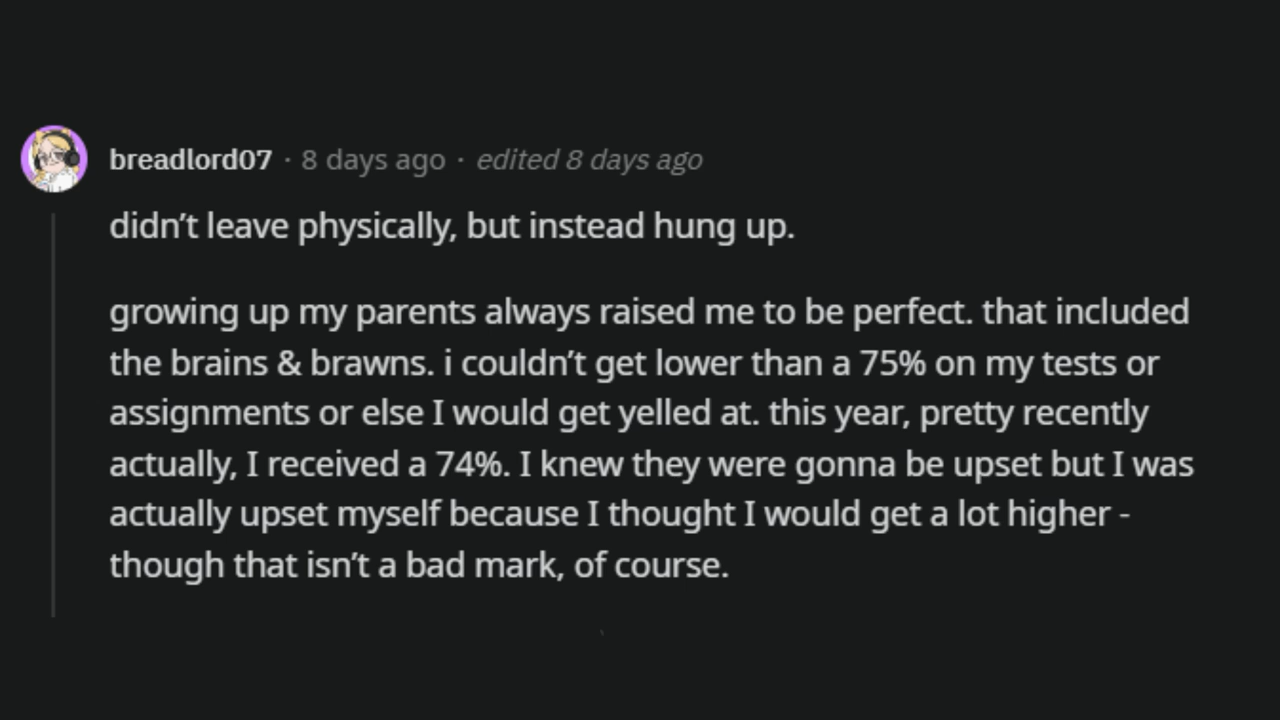 breadlord07 · 8 days ago · edited 8 days ago
didn’t leave physically, but instead hung up.
growing up my parents always raised me to be perfect. that included
the brains & brawns. i couldn’t get lower than a 75% on my tests or
assignments or else I would get yelled at. this year, pretty recently
actually, I received a 74%. I knew they were gonna be upset but I was
actually upset myself because I thought I would get a lot higher -
though that isn’t a bad mark, of course.